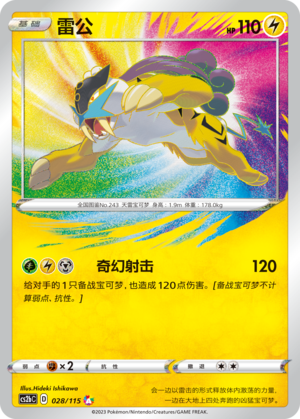 基础 雷公 HP 110
全国图鉴No.243 天雷宝可梦 身高：1.9m 体重：178.0kg
奇幻射击 120
给对手的1只备战宝可梦，也造成120点伤害。[备战宝可梦不计
算弱点、抗性。]
弱点 ×2 抗性 撤退
Illus.Hideki Ishikawa
cs2b C D 028/115
会一边以雷的形式释放体内激荡的力量，
一边在大地上四处奔跑的凶猛宝可梦。
©2023 Pokémon/Nintendo/Creatures/GAME FREAK.